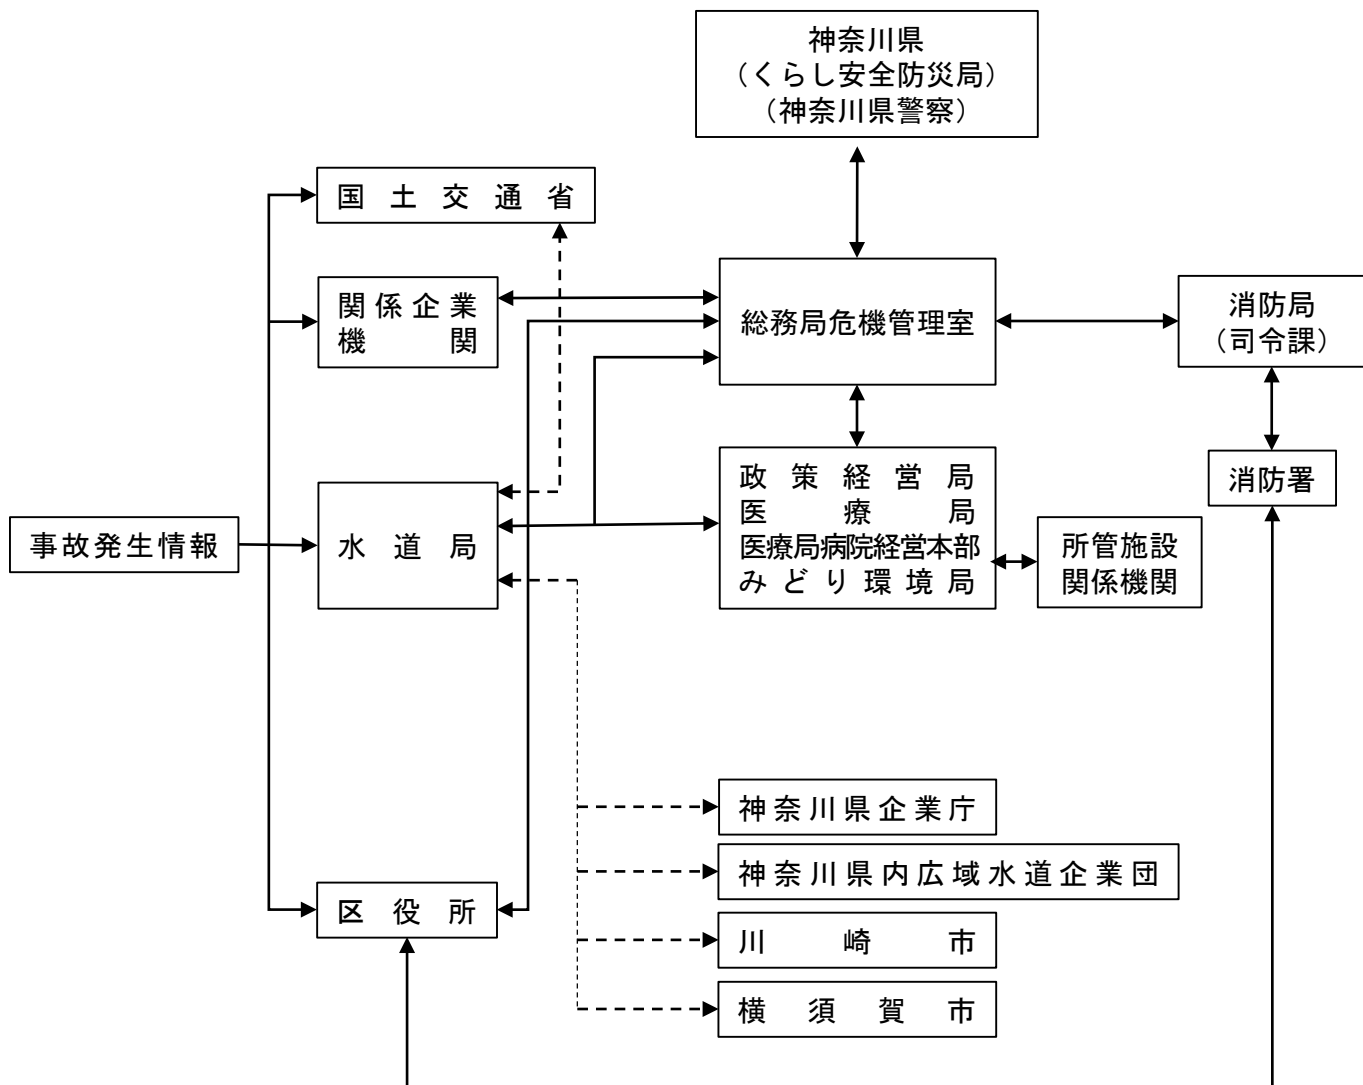 神奈川県
（くらし安全防災局）
（神奈川県警察）
国土交通省
関係企業
機関
総務局危機管理室
消防局
（司令課）
政策経営局
医療局
医療局病院経営本部
みどり環境局
消防署
事故発生情報
水道局
所管施設
関係機関
神奈川県企業庁
神奈川県内広域水道企業団
区役所
川崎市
横須賀市